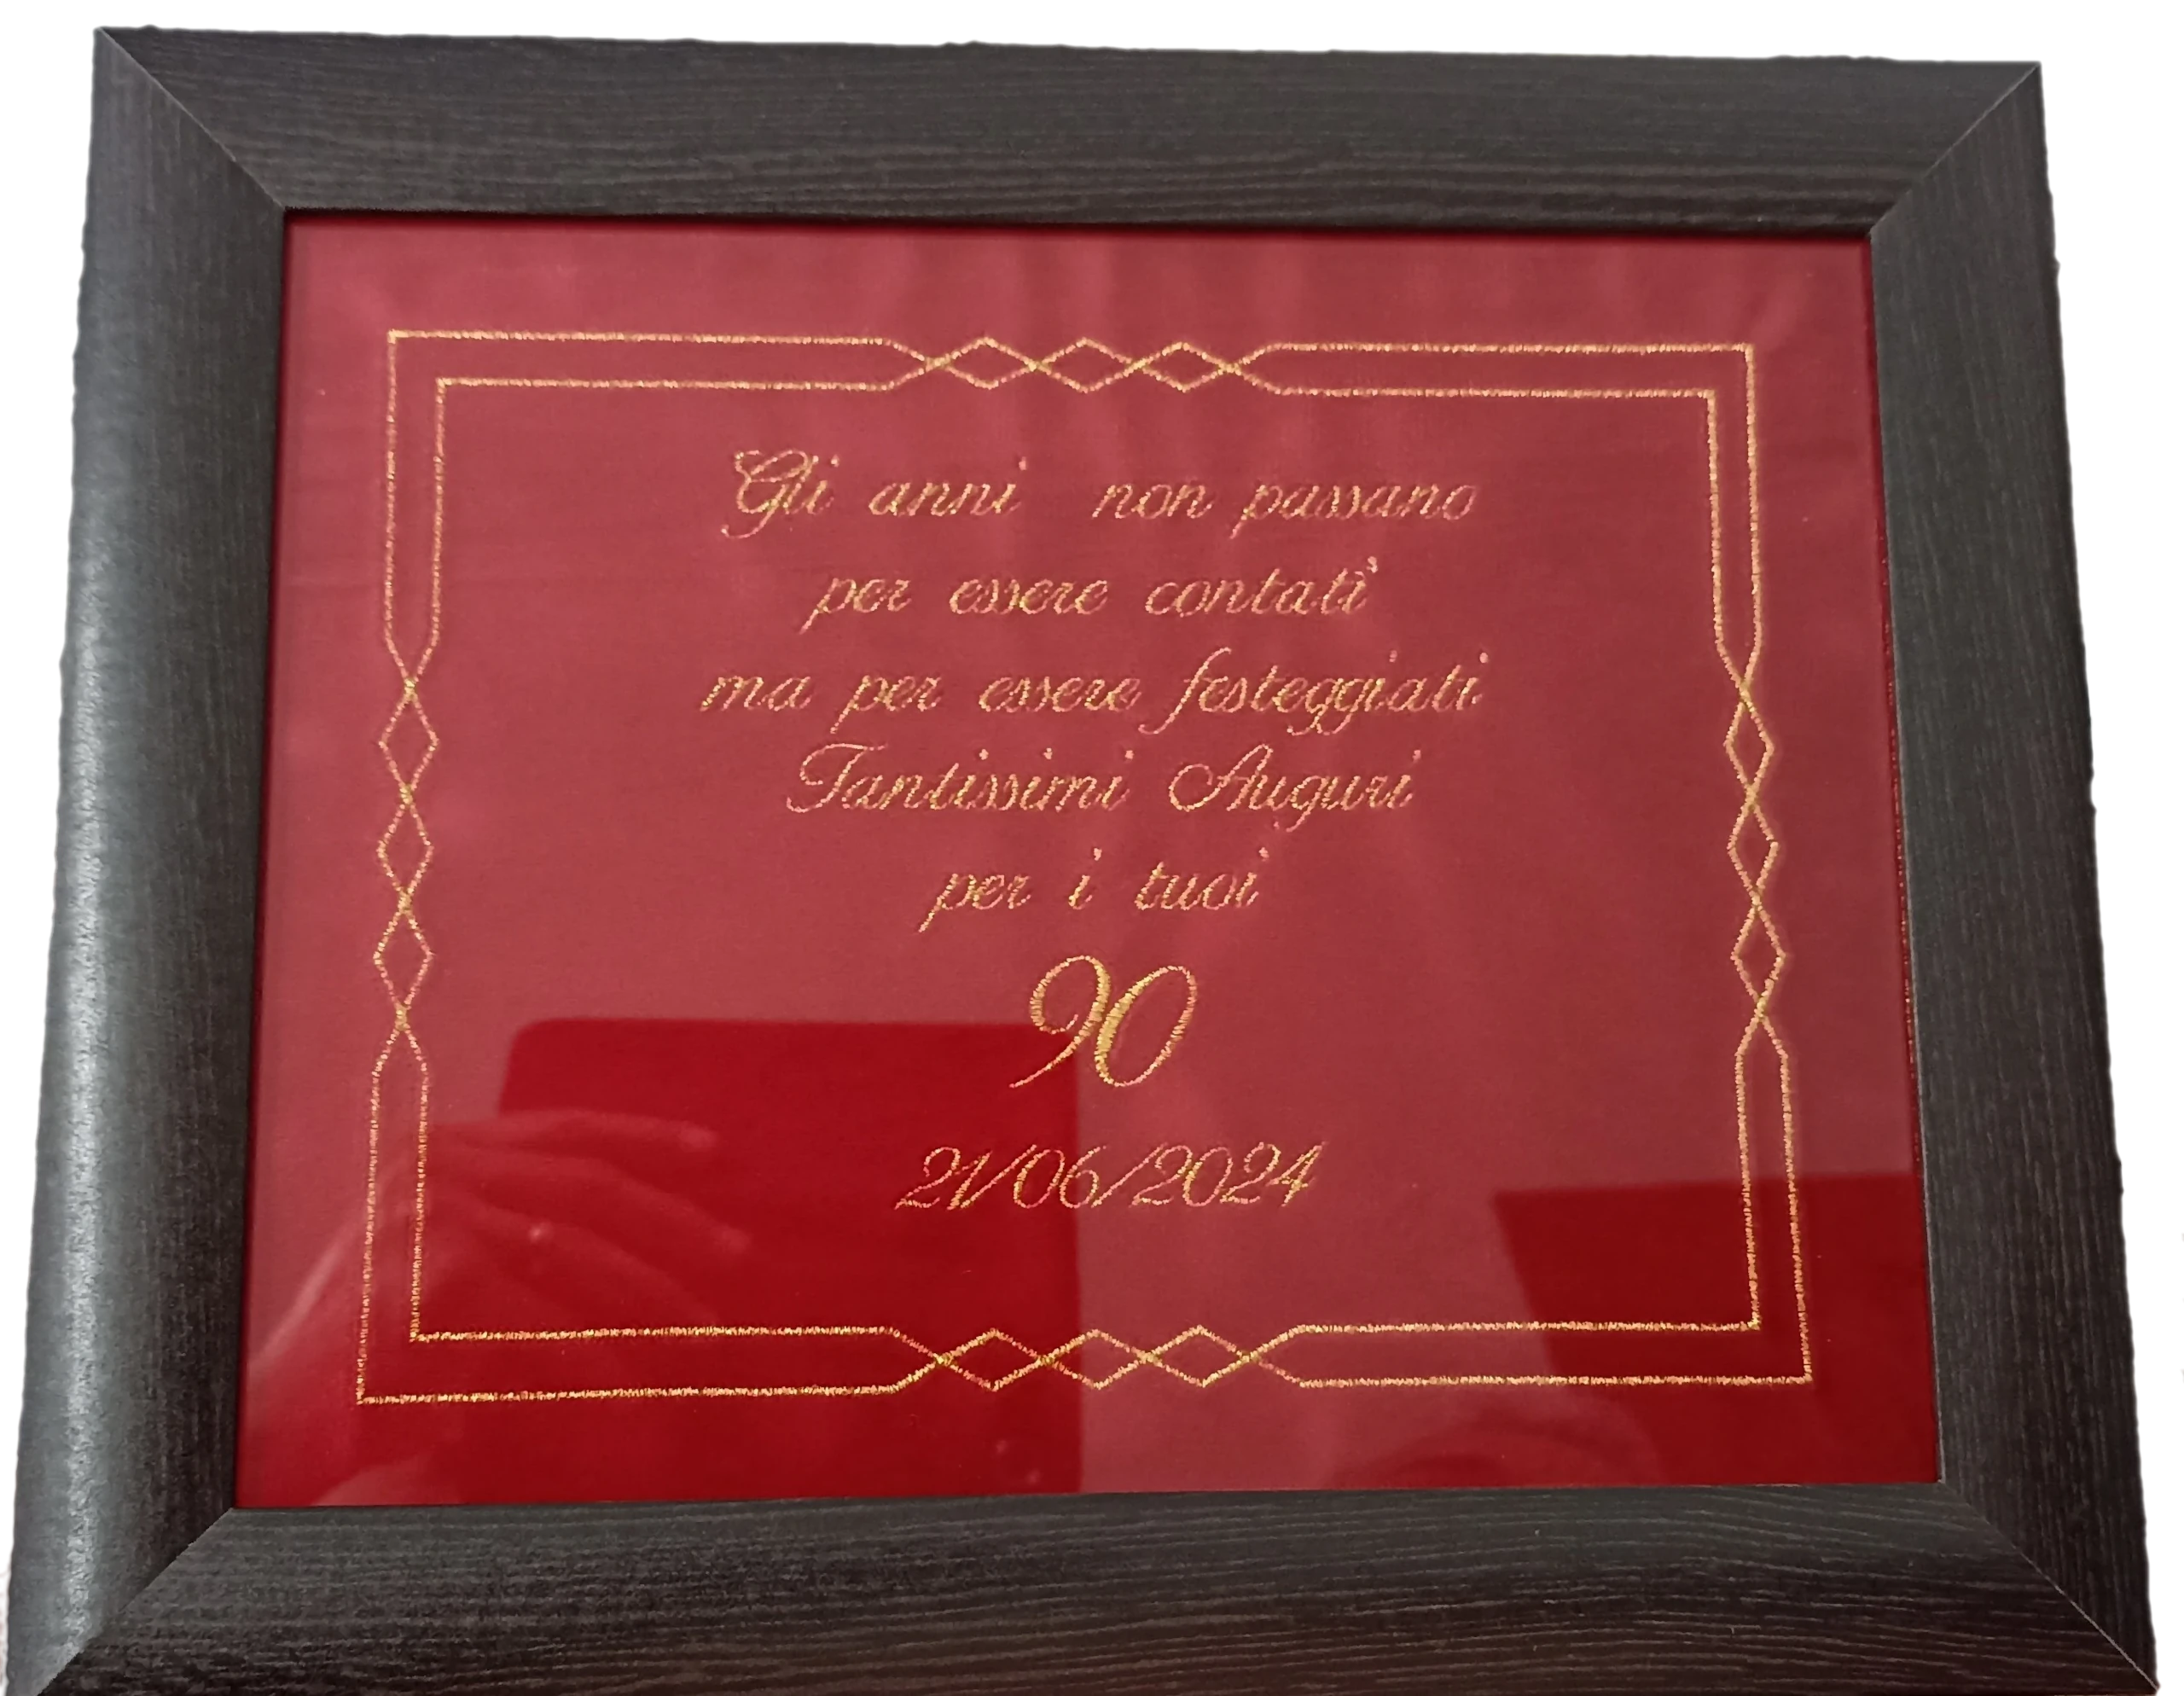 Gli anni non passano
per essere contati
ma per essere festeggiati
Tantissimi Auguri
per i tuoi
90
21/06/2024